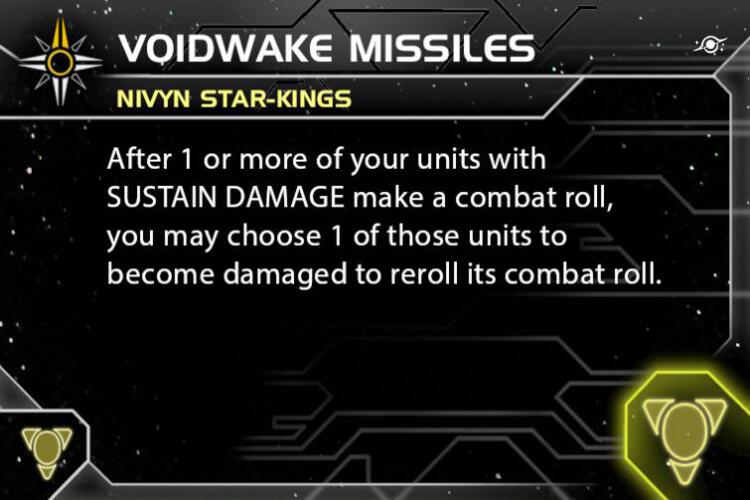 VOIDWAKE MISSILES
NIVYN STAR-KINGS
After 1 or more of your units with
SUSTAIN DAMAGE make a combat roll,
you may choose 1 of those units to
become damaged to reroll its combat roll.